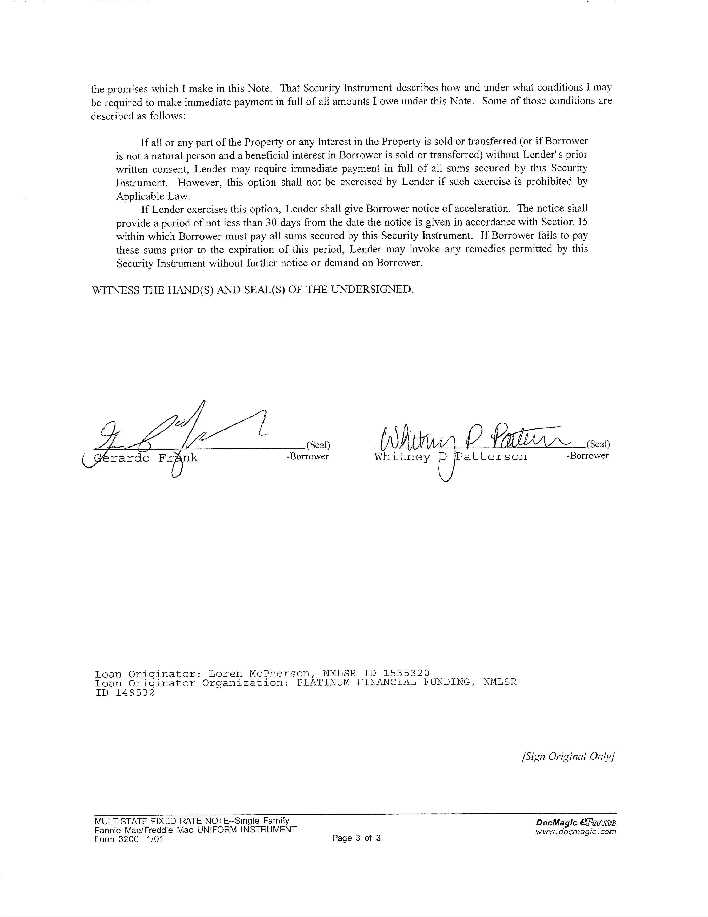 the promises which I make in this Note. That Security Instrument describes how and under what conditions I may
be required to make immediate payment in full of all amounts I owe under this Note. Some of those conditions are
described as follows:
If all or any part of the Property or any Interest in the Property is sold or transferred (or if Borrower
is not a natural person and a beneficial interest in Borrower is sold or transferred) without Lender's prior
written consent, Lender may require immediate payment in full of all sums secured by this Security
Instrument. However, this option shall not be exercised by Lender if such exercise is prohibited by
Applicable Law.
If Lender exercises this option, Lender shall give Borrower notice of acceleration. The notice shall
provide a period of not less than 30 days from the date the notice is given in accordance with Section 15
within which Borrower must pay all sums secured by this Security Instrument. If Borrower fails to pay
these sums prior to the expiration of this period, Lender may invoke any remedies permitted by this
Security Instrument without further notice or demand on Borrower.
WITNESS THE HAND(S) AND SEAL(S) OF THE UNDERSIGNED.
(Seal) Whitney P Patterson (Seal)
Gerardo Frank -Borrower Whitney P Patterson -Borrower
Loan Originator: Loren McPherson, NMLSR ID
Loan Originator Organization: PLATINUM FINANCIAL FUNDING, NMLSR
ID
[Sign Original Only]
MULTISTATE FIXED RATE NOTE--Single Family
Fannie Mae/Freddie Mac UNIFORM INSTRUMENT
Form 3200 1/01
Page 3 of 3
DocMagic
www.docmagic.com